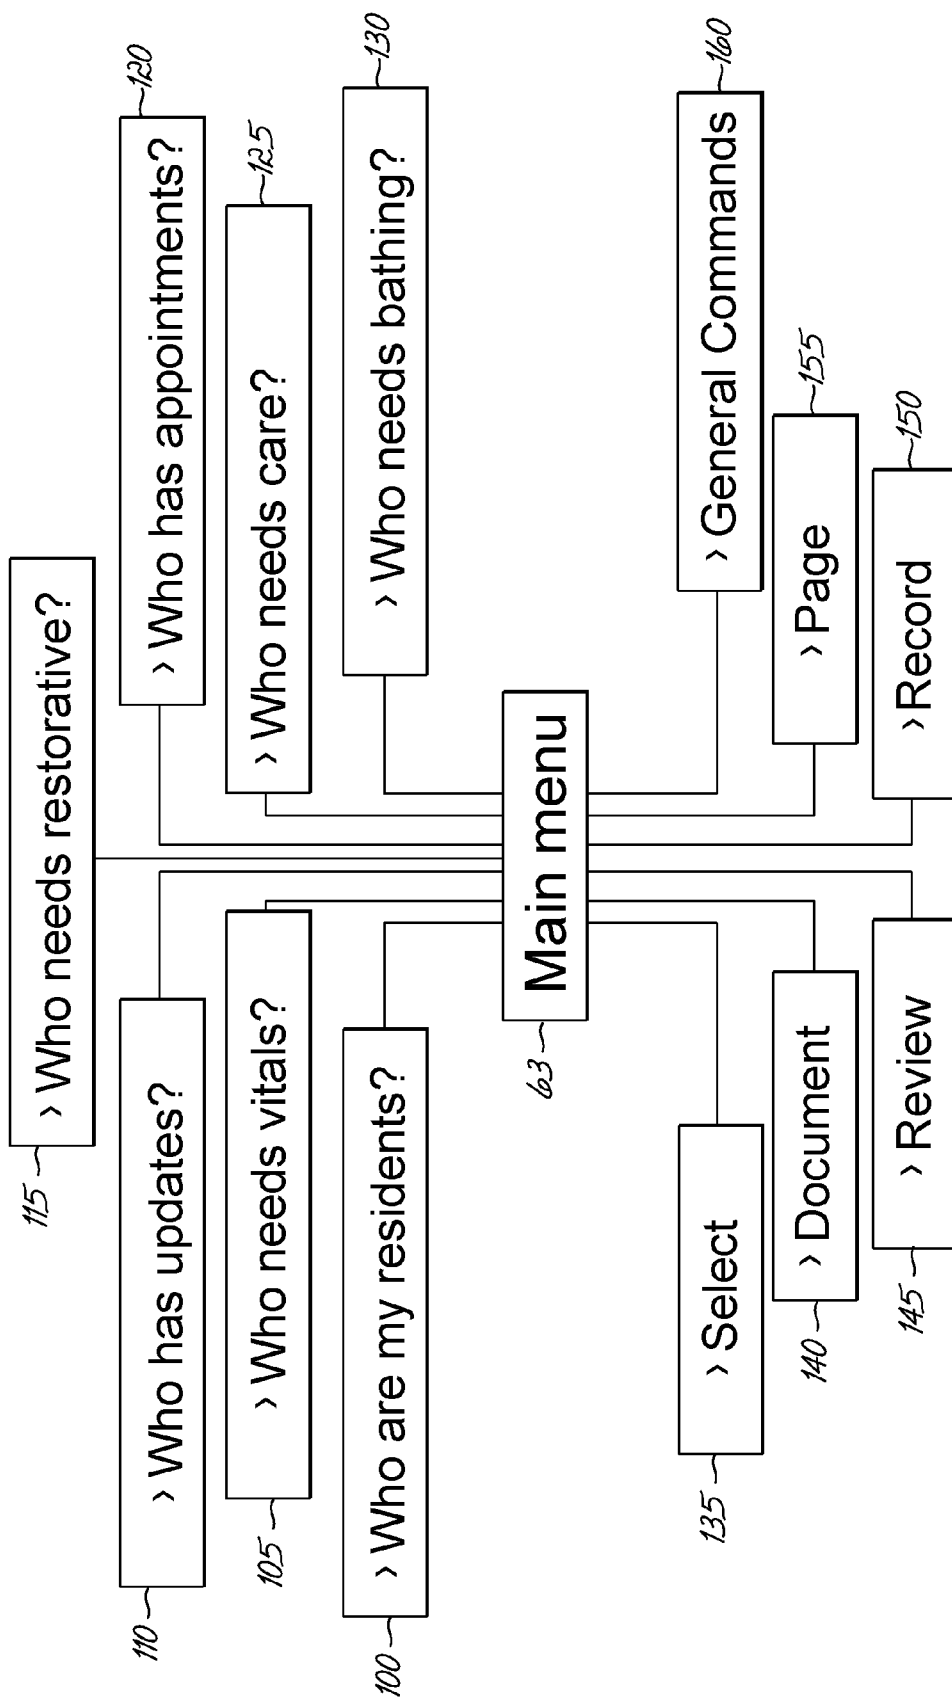 115
> Who needs restorative?
110
> Who has updates?
> Who has appointments?
120
105
> Who needs vitals?
> Who needs care?
125
100
> Who are my residents?
> Who needs bathing?
130
63
Main menu
135
> Select
> General Commands
160
140
> Document
> Page
155
145
> Review
> Record
150